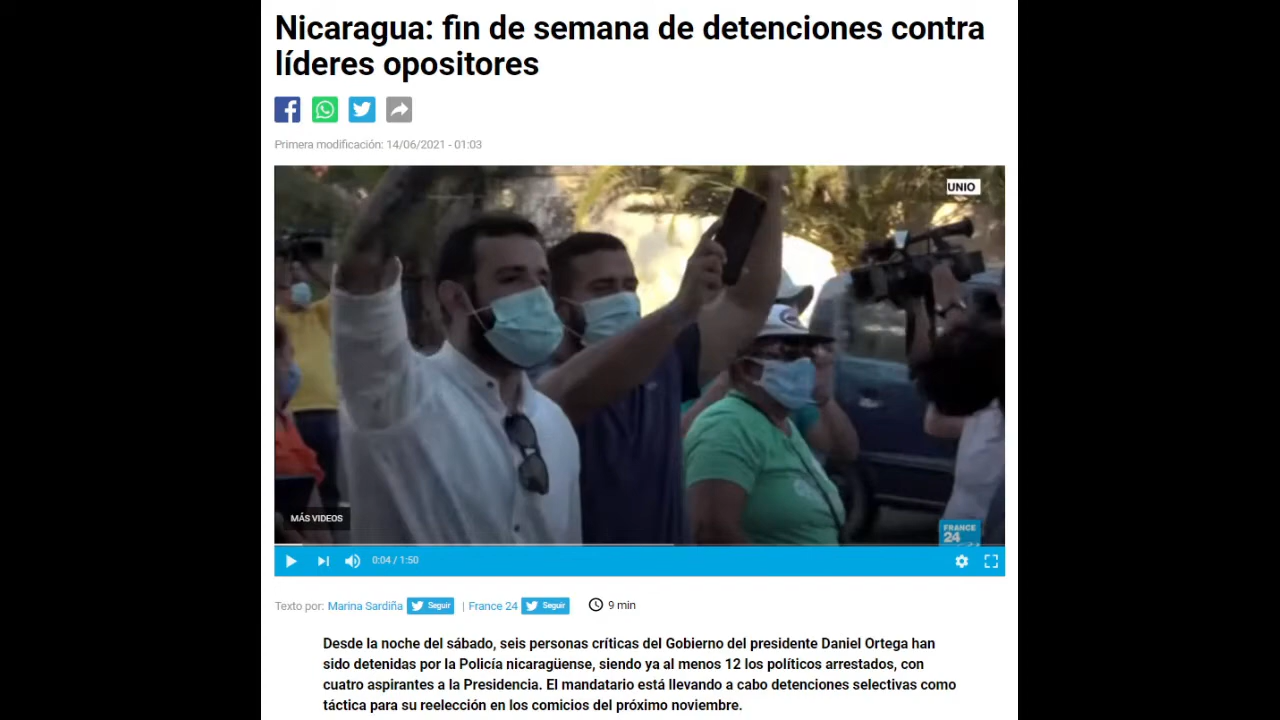 Nicaragua: fin de semana de detenciones contra
líderes opositores
Primera modificación: 14/06/2021 - 01:03
UNIO
MÁS VIDEOS
FRANCE
24
0:04 / 1:50
Texto por: Marina Sardiña Seguir | France 24 Seguir 9 min
Desde la noche del sábado, seis personas críticas del Gobierno del presidente Daniel Ortega han
sido detenidas por la Policía nicaragüense, siendo ya al menos 12 los políticos arrestados, con
cuatro aspirantes a la Presidencia. El mandatario está llevando a cabo detenciones selectivas como
táctica para su reelección en los comicios del próximo noviembre.